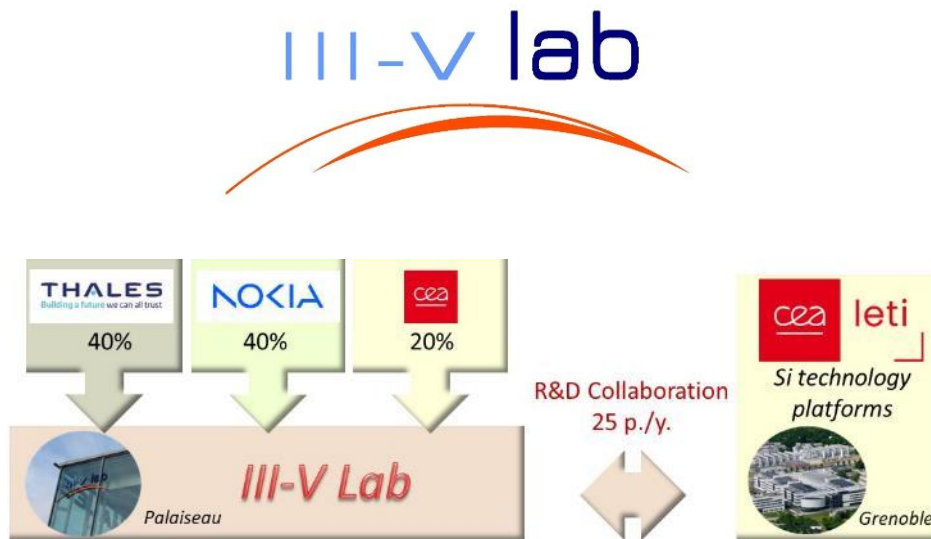 III-V lab
THALES
Building a future we can all trust
40%
NOKIA
40%
cea
20%
III-V Lab
Palaiseau
R&D Collaboration
25 p./y.
cea leti
Si technology
platforms
Grenoble